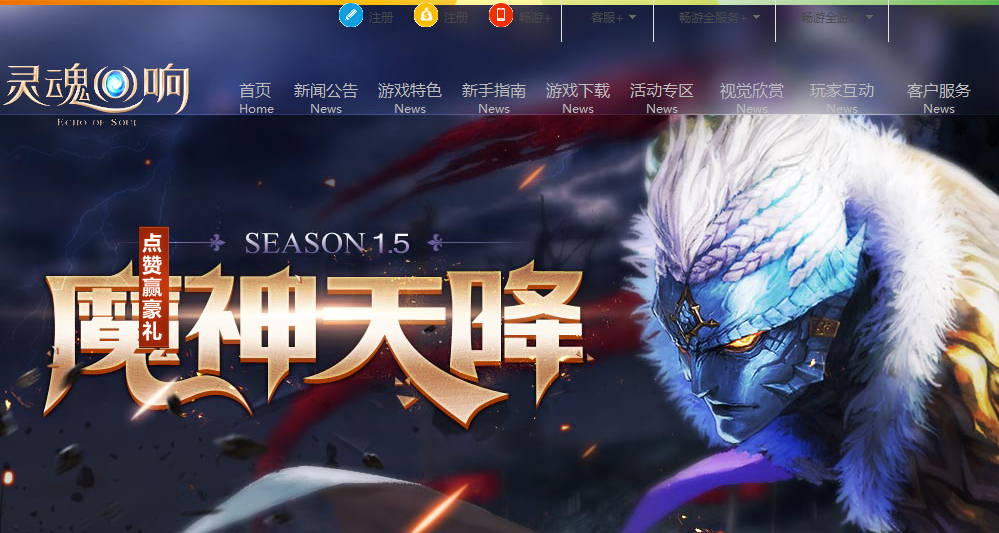 注册
注册
畅游+
客服+
畅游全服务+
畅游全游戏
灵魂回响
ECHO OF SOUL
首页 新闻公告 游戏特色 新手指南 游戏下载 活动专区 视觉欣赏 玩家互动 客户服务
Home News News News News News News News News
SEASON 1.5
魔神天降
点赞赢豪礼